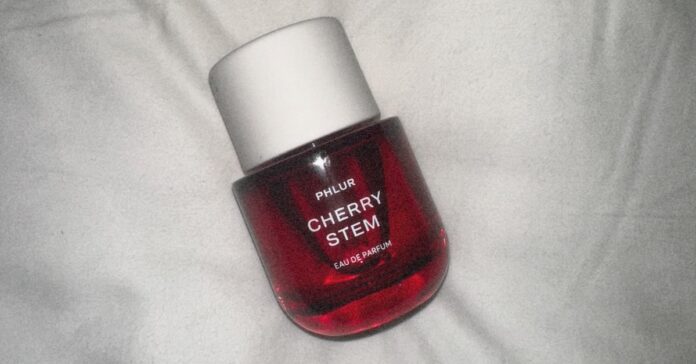 PHLUR
CHERRY
STEM
EAU DE PARFUM